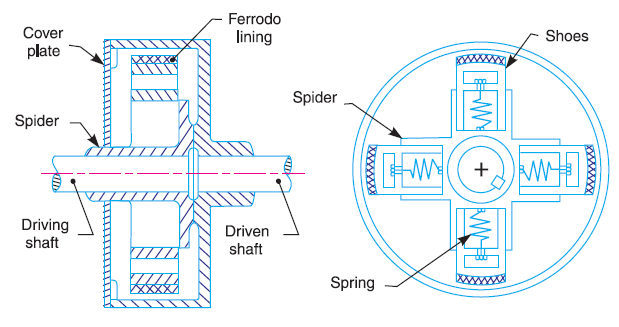 Ferrodo
lining
Cover
plate
Spider
Driving
shaft
Driven
shaft
Shoes
Spider
Spring